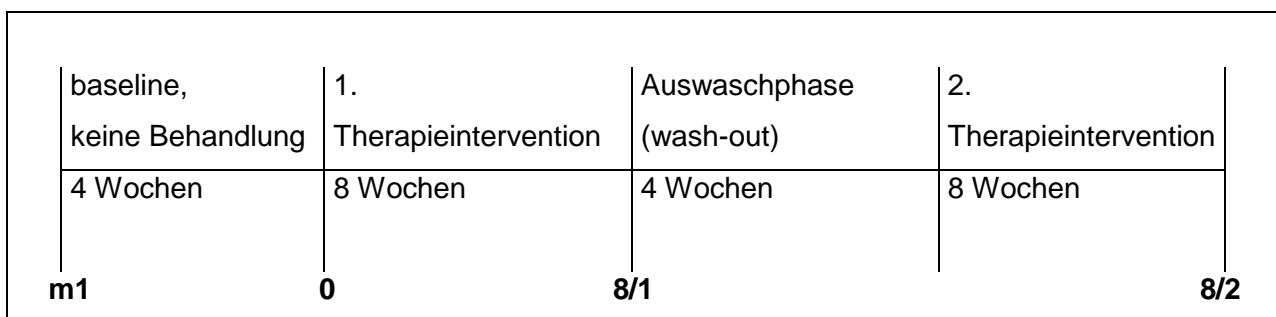 baseline,
keine Behandlung
1.
Therapieintervention
Auswaschphase
(wash-out)
2.
Therapieintervention
4 Wochen
8 Wochen
4 Wochen
8 Wochen
m1
0
8/1
8/2